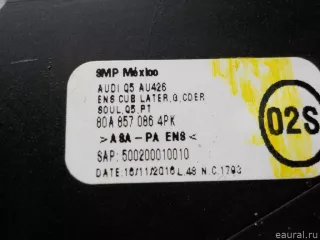 SMP México
AUDI Q5 AU426
ENS CUB LATER,G,CDER
SOUL,Q5,PT
80A 857 086 4PK
> ASA-PA ENS <
SAP: 500200010010
DATE:16/11/2016 L.48 N.C.1793
02S
eaural.ru